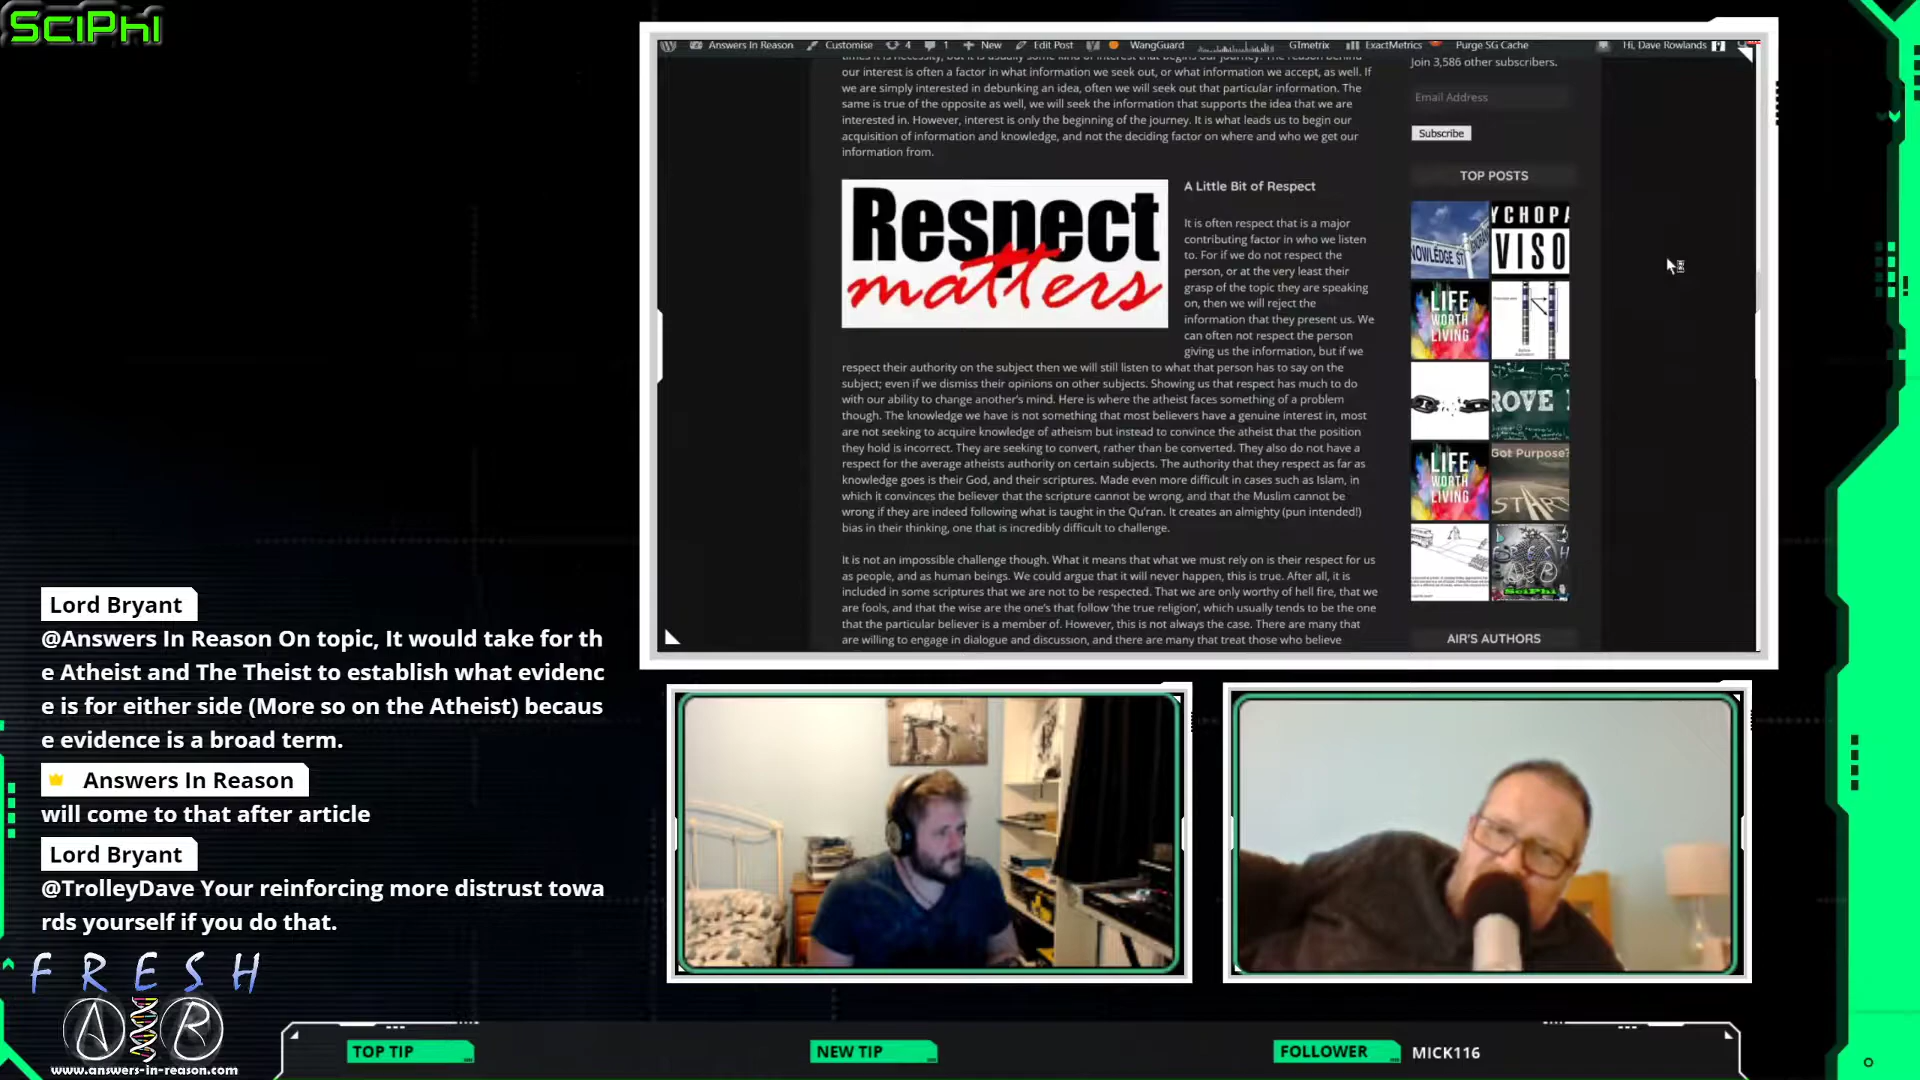 SCIPHI
Answers In Reason
Customise
4
1
New
Edit Post
WangGuard
GTmetrix
ExactMetrics
Purge SG Cache
Hi, Dave Rowlands
our interest is often a factor in what information we seek out, or what information we accept, as well. If
we are simply interested in debunking an idea, often we will seek out that particular information. The
same is true of the opposite as well, we will seek the information that supports the idea that we are
interested in. However, interest is only the beginning of the journey. It is what leads us to begin our
acquisition of information and knowledge, and not the deciding factor on where and who we get our
information from.
Respect
matters
A Little Bit of Respect
It is often respect that is a major
contributing factor in who we listen
to. For if we do not respect the
person, or at the very least their
grasp of the topic they are speaking
on, then we will reject the
information that they present us. We
can often not respect the person
giving us the information, but if we
respect their authority on the subject then we will still listen to what that person has to say on the
subject; even if we dismiss their opinions on other subjects. Showing us that respect has much to do
with our ability to change another's mind. Here is where the atheist faces something of a problem
though. The knowledge we have is not something that most believers have a genuine interest in, most
are not seeking to acquire knowledge of atheism but instead to convince the atheist that the position
they hold is incorrect. They are seeking to convert, rather than be converted. They also do not have a
respect for the average atheists authority on certain subjects. The authority that they respect as far as
knowledge goes is their God, and their scriptures. Made even more difficult in cases such as Islam, in
which it convinces the believer that the scripture cannot be wrong, and that the Muslim cannot be
wrong if they are indeed following what is taught in the Qu'ran. It creates an almighty (pun intended!)
bias in their thinking, one that is incredibly difficult to challenge.
It is not an impossible challenge though. What it means that what we must rely on is their respect for us
as people, and as human beings. We could argue that it will never happen, this is true. After all, it is
included in some scriptures that we are not to be respected. That we are only worthy of hell fire, that we
are fools, and that the wise are the one's that follow 'the true religion', which usually tends to be the one
that the particular believer is a member of. However, this is not always the case. There are many that
are willing to engage in dialogue and discussion, and there are many that treat those who believe
Join 3,586 other subscribers.
Email Address
Subscribe
TOP POSTS
NOWLEDGE ST
YCHOPA
VISO
LIFE
WORTH
LIVING
ROVE
LIFE
WORTH
LIVING
Got Purpose?
START
FRESH
SciPhi
AIR'S AUTHORS
Lord Bryant
@Answers In Reason On topic, It would take for th
e Atheist and The Theist to establish what evidenc
e is for either side (More so on the Atheist) becaus
e evidence is a broad term.
Answers In Reason
will come to that after article
Lord Bryant
@TrolleyDave Your reinforcing more distrust towa
rds yourself if you do that.
FRESH
A R
www.answers-in-reason.com
TOP TIP
NEW TIP
FOLLOWER
MICK116